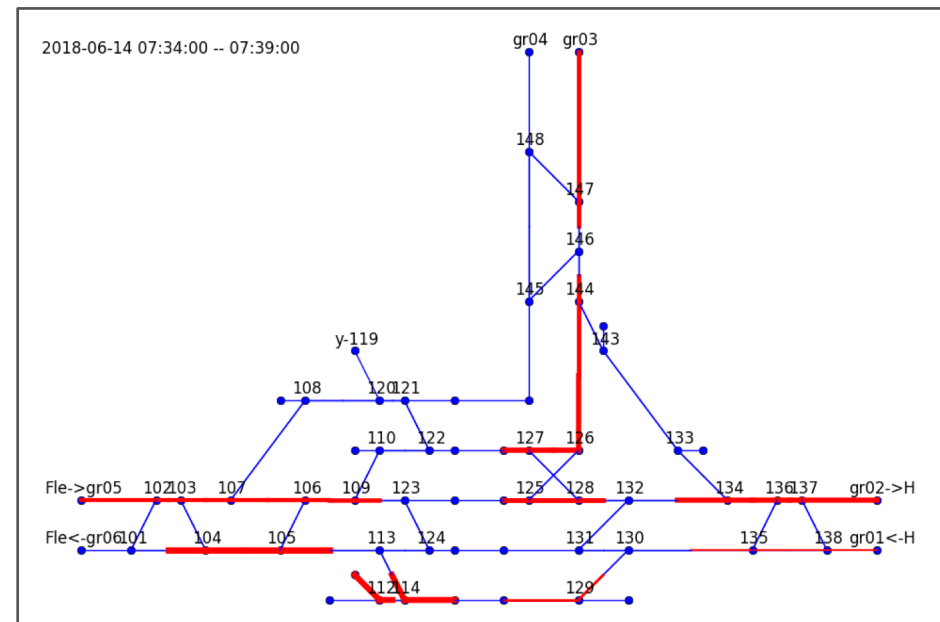 gr04 gr03
2018-06-14 07:34:00 -- 07:39:00
148
147
146
145 144
y-119 143
108 120 121
110 122 127 126 133
Fle->gr05 102 103 107 106 109 123 125 128 132 134 136 137 gr02->H
Fle<-gr06 101 104 105 113 124 131 130 135 138 gr01<-H
112 114 129